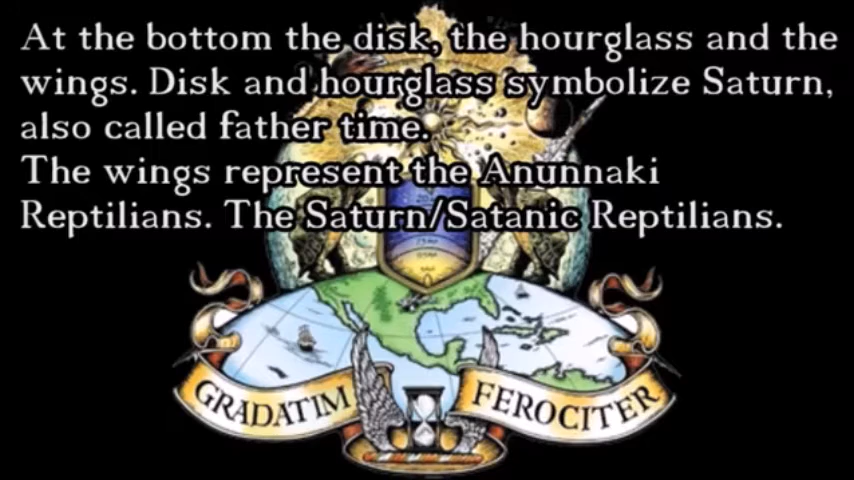 At the bottom the disk, the hourglass and the
wings. Disk and hourglass symbolize Saturn,
also called father time.
The wings represent the Anunnaki
Reptilians. The Saturn/Satanic Reptilians.
GRADATIM
FEROCITER